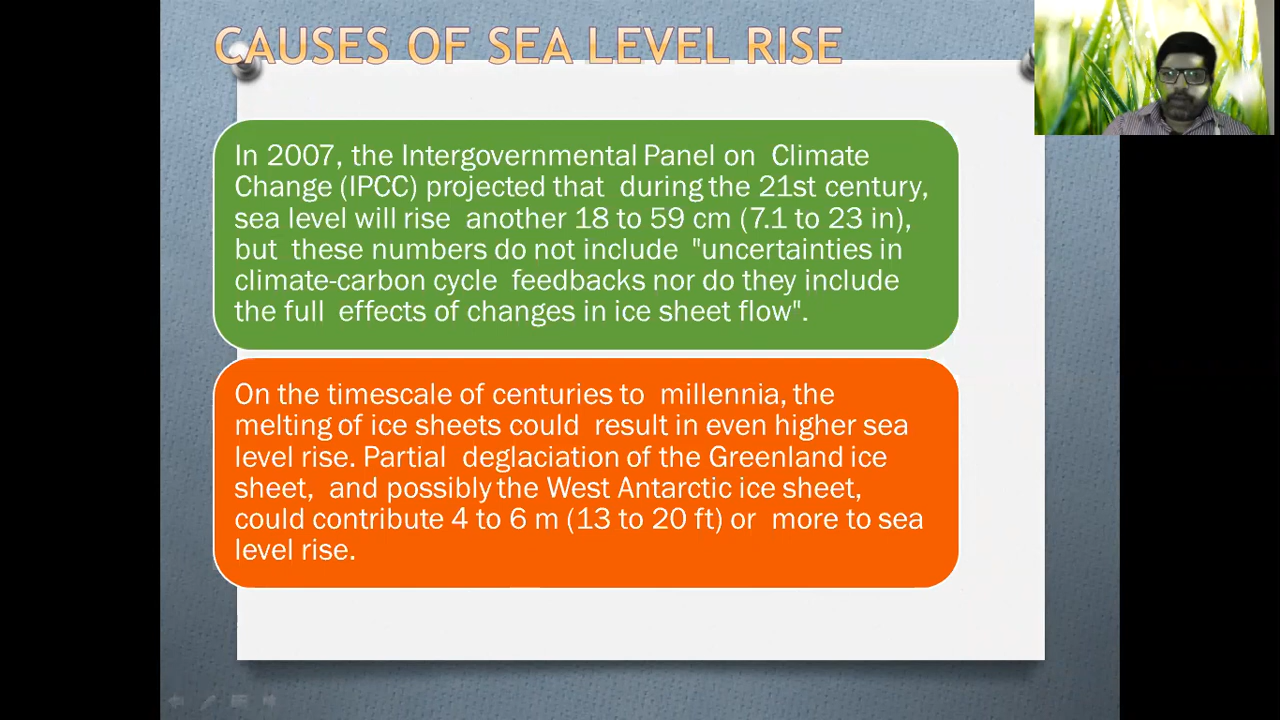 CAUSES OF SEA LEVEL RISE
In 2007, the Intergovernmental Panel on Climate
Change (IPCC) projected that during the 21st century,
sea level will rise another 18 to 59 cm (7.1 to 23 in),
but these numbers do not include "uncertainties in
climate-carbon cycle feedbacks nor do they include
the full effects of changes in ice sheet flow".
On the timescale of centuries to millennia, the
melting of ice sheets could result in even higher sea
level rise. Partial deglaciation of the Greenland ice
sheet, and possibly the West Antarctic ice sheet,
could contribute 4 to 6 m (13 to 20 ft) or more to sea
level rise.